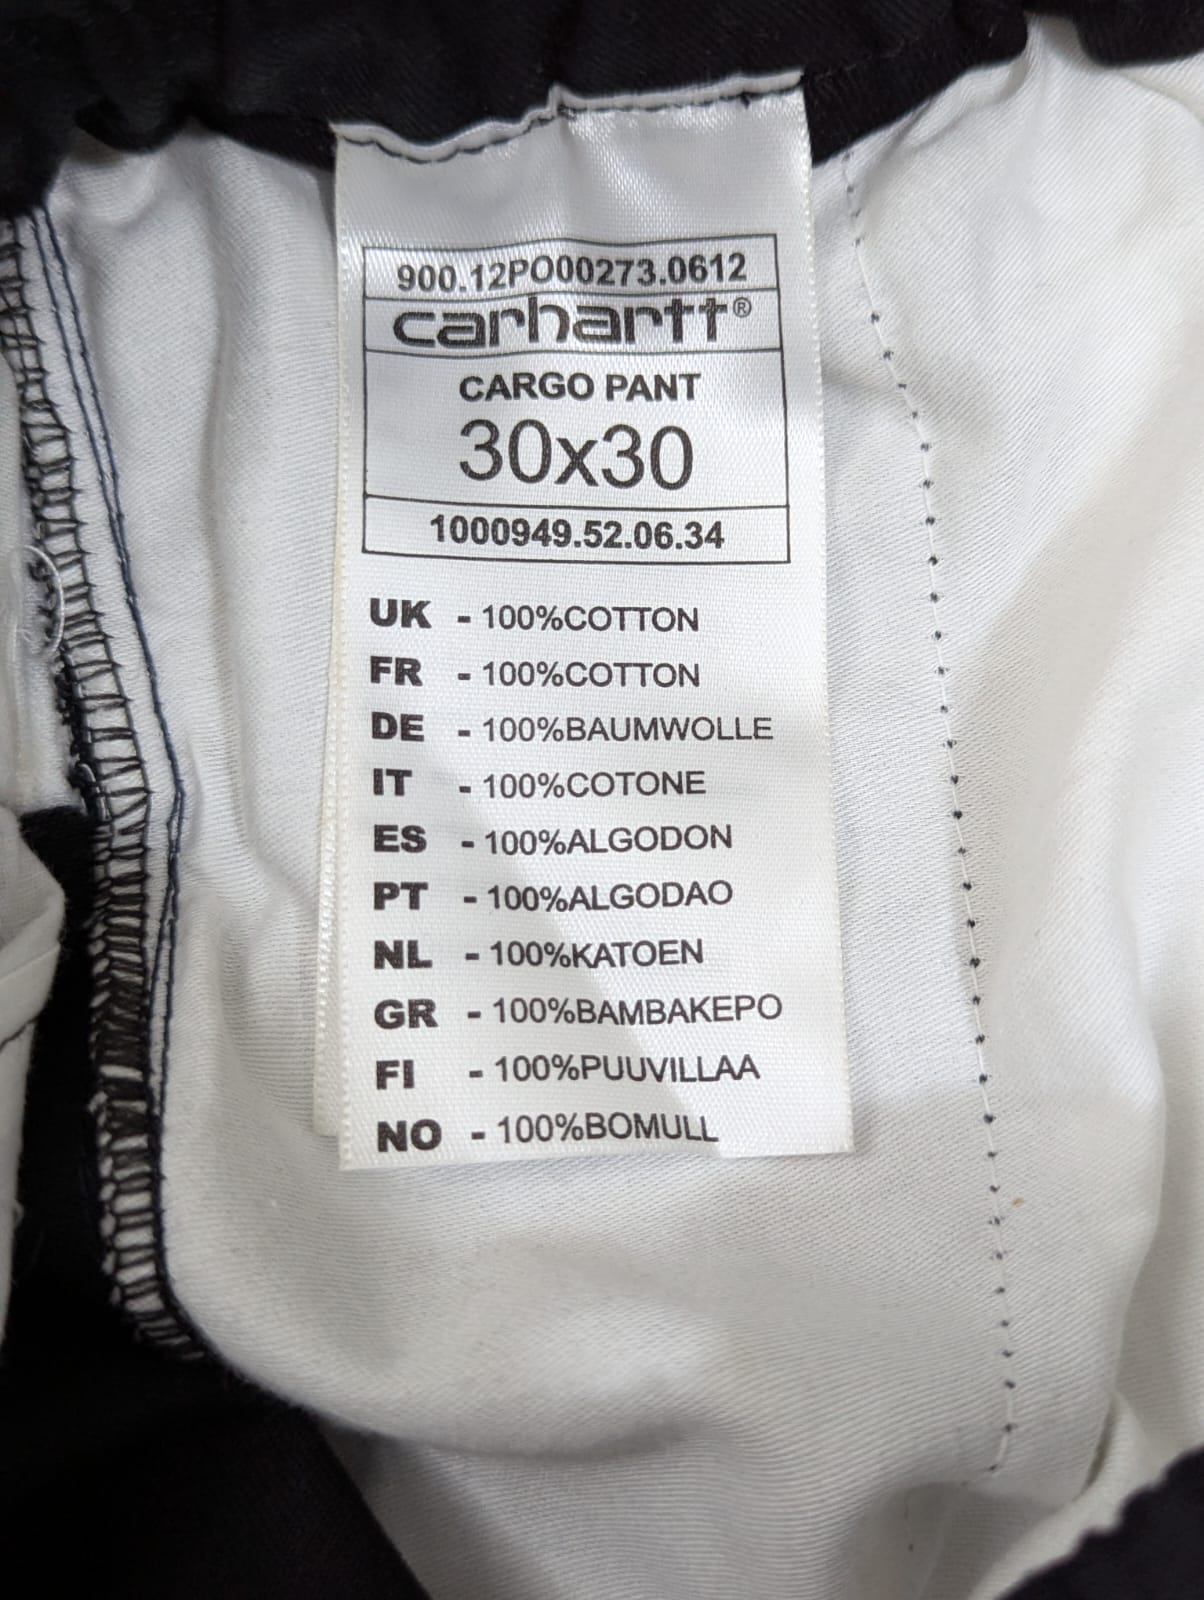 900.12PO00273.0612
carhartt®
CARGO PANT
30x30
1000949.52.06.34
UK - 100%COTTON
FR - 100%COTTON
DE - 100%BAUMWOLLE
IT - 100%COTONE
ES - 100%ALGODON
PT - 100%ALGODAO
NL - 100%KATOEN
GR - 100%BAMBAKEPO
FI - 100%PUUVILLAA
NO - 100%BOMULL